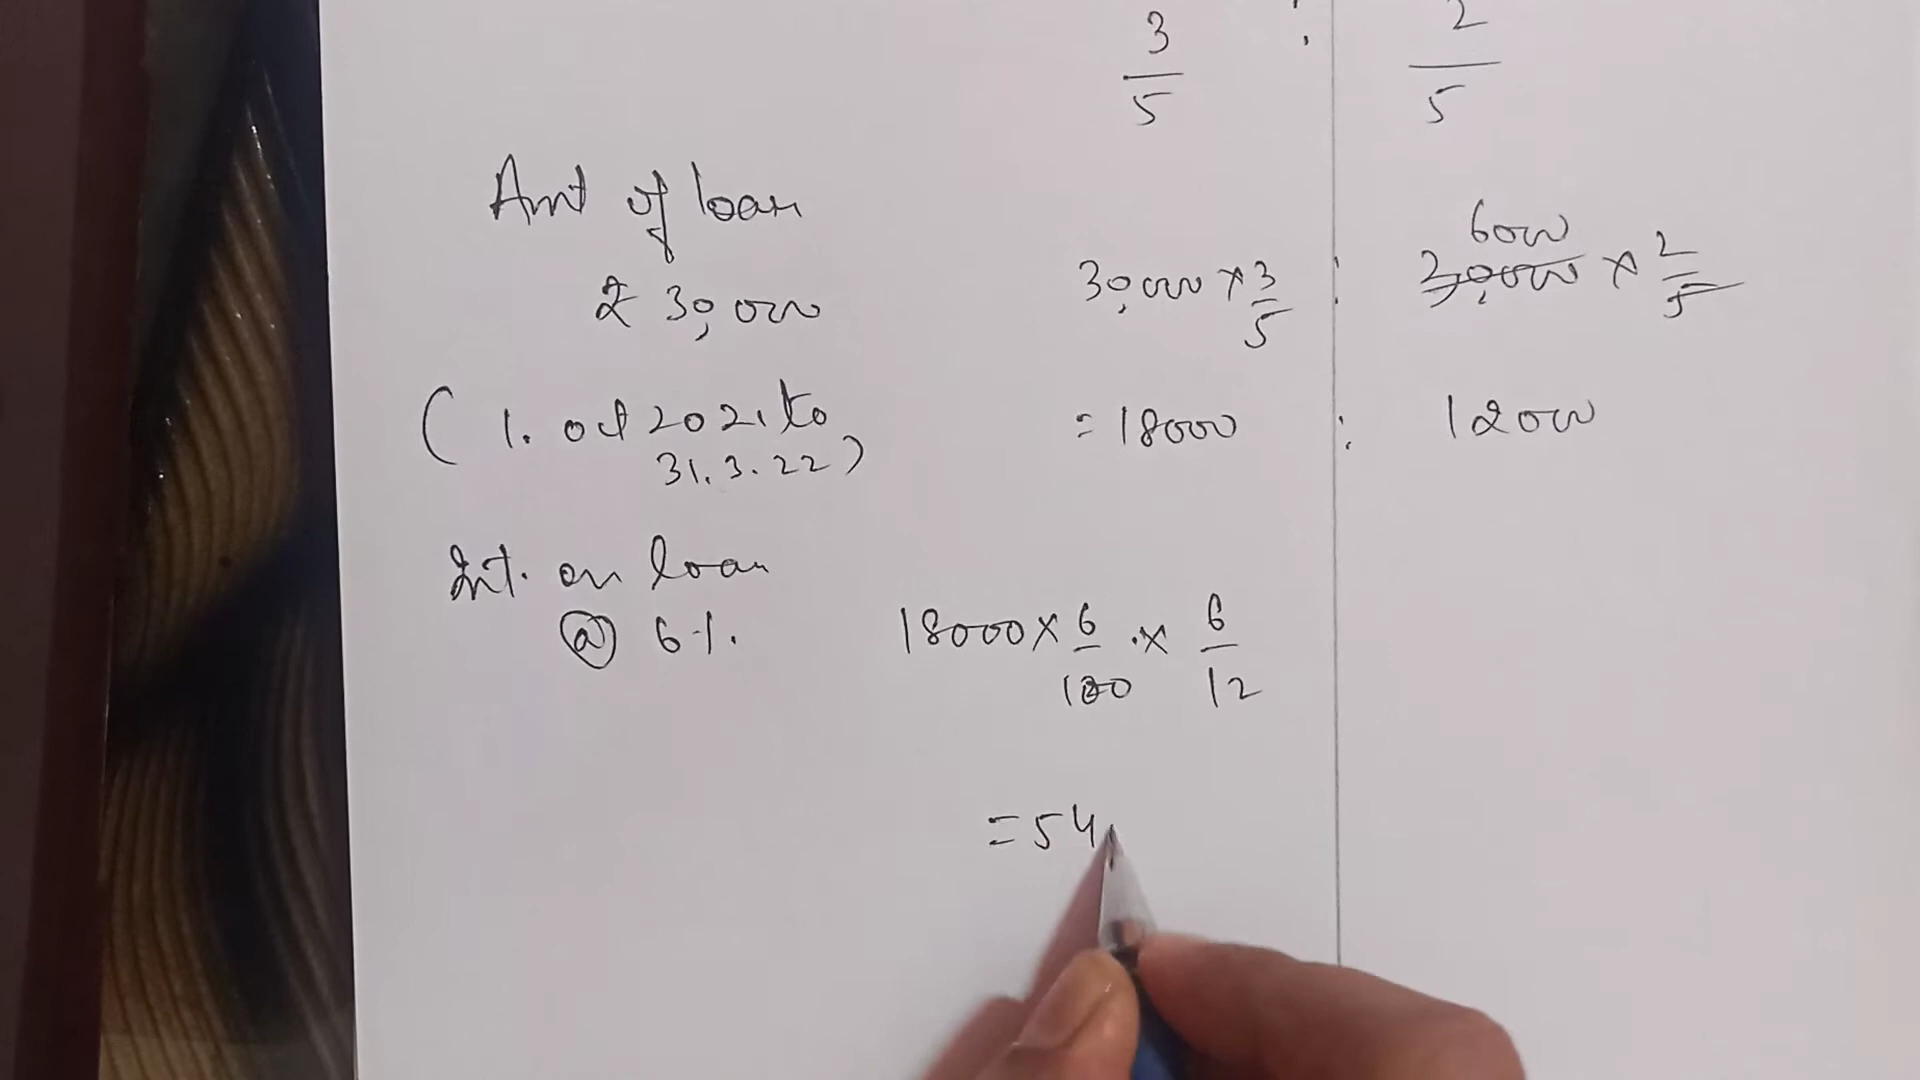 3/5 : 2/5
Amt of loan
₹ 30,000
30,000 × 3/5 : 6000 30,000 × 2/5
( 1. oct 2021 to
31.3.22 )
= 18000 : 12000
Int. on loan
@ 6%.
18000 × 6/100 × 6/12
= 54